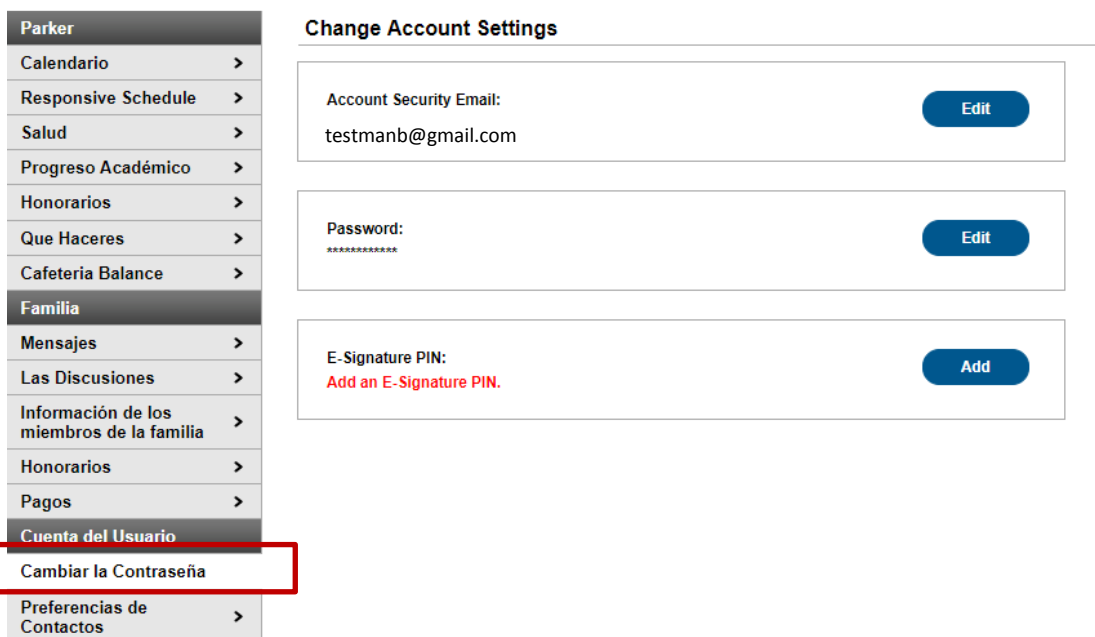 Parker
Calendario
Responsive Schedule
Salud
Progreso Académico
Honorarios
Que Haceres
Cafeteria Balance
Familia
Mensajes
Las Discusiones
Información de los
miembros de la familia
Honorarios
Pagos
Cuenta del Usuario
Cambiar la Contraseña
Preferencias de
Contactos
Change Account Settings
Account Security Email:
testmanb@gmail.com
Edit
Password:
************
Edit
E-Signature PIN:
Add an E-Signature PIN.
Add